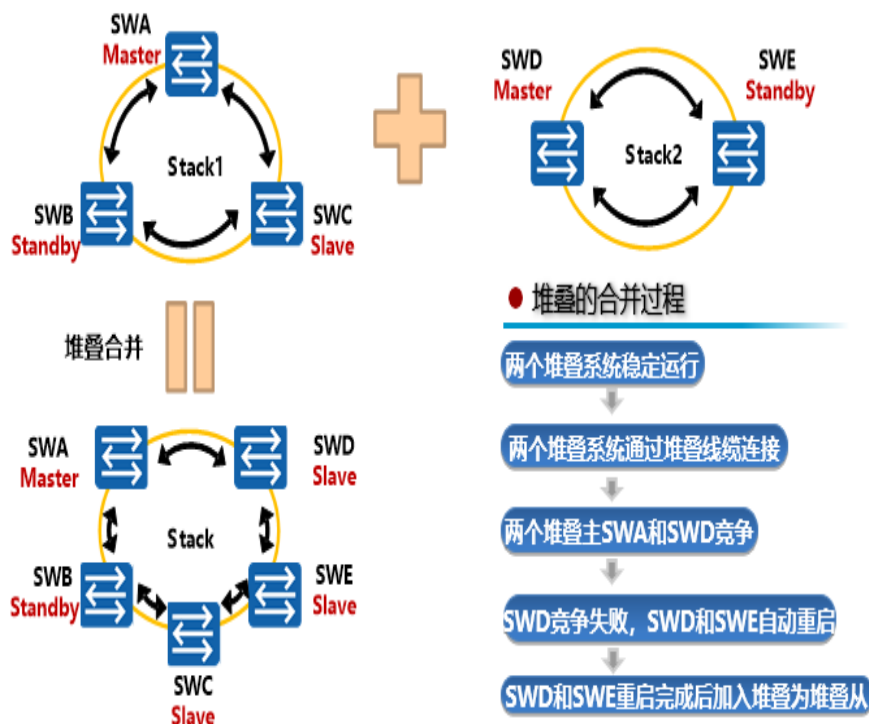 SWA
Master
Stack1
SWB
Standby
SWC
Slave
SWD
Master
SWE
Standby
Stack2
堆叠合并
SWA
Master
SWD
Slave
Stack
SWB
Standby
SWE
Slave
SWC
Slave
● 堆叠的合并过程
两个堆叠系统稳定运行
两个堆叠系统通过堆叠线缆连接
两个堆叠主SWA和SWD竞争
SWD竞争失败，SWD和SWE自动重启
SWD和SWE重启完成后加入堆叠为堆叠从